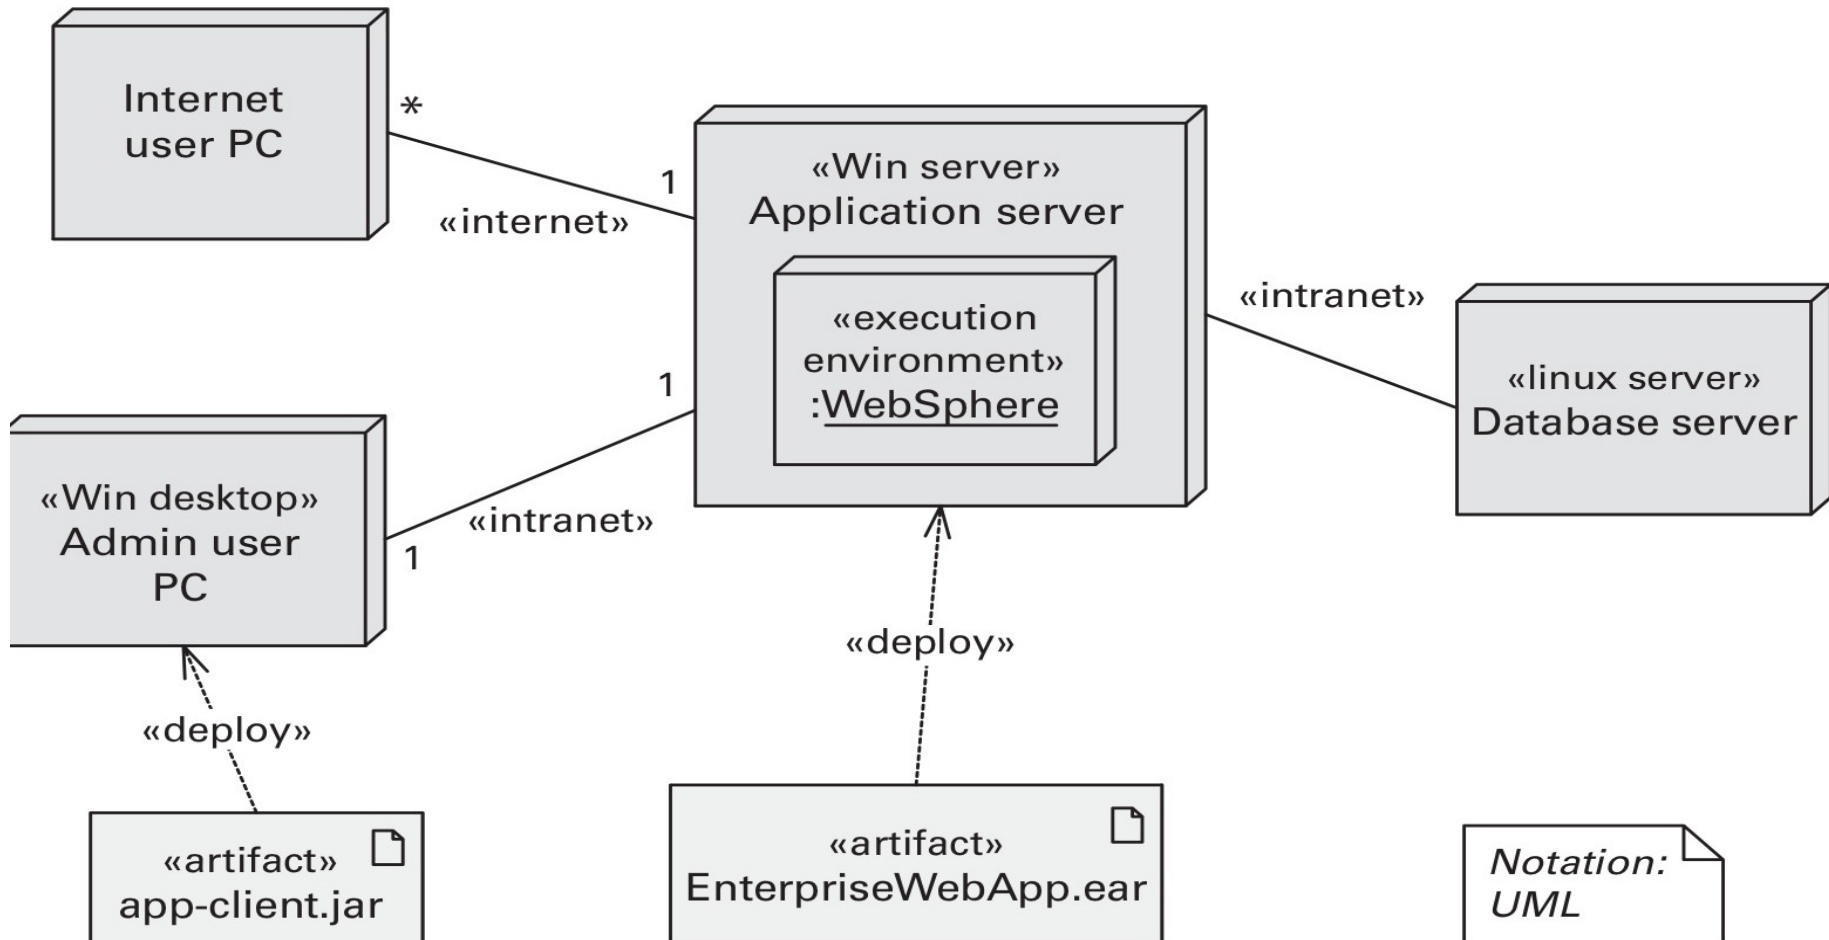 Internet
user PC
*
1
«internet»
«Win server»
Application server
«execution
environment»
:WebSphere
«intranet»
«linux server»
Database server
«Win desktop»
Admin user
PC
1
1
«intranet»
«deploy»
«deploy»
«artifact»
app-client.jar
«artifact»
EnterpriseWebApp.ear
Notation:
UML